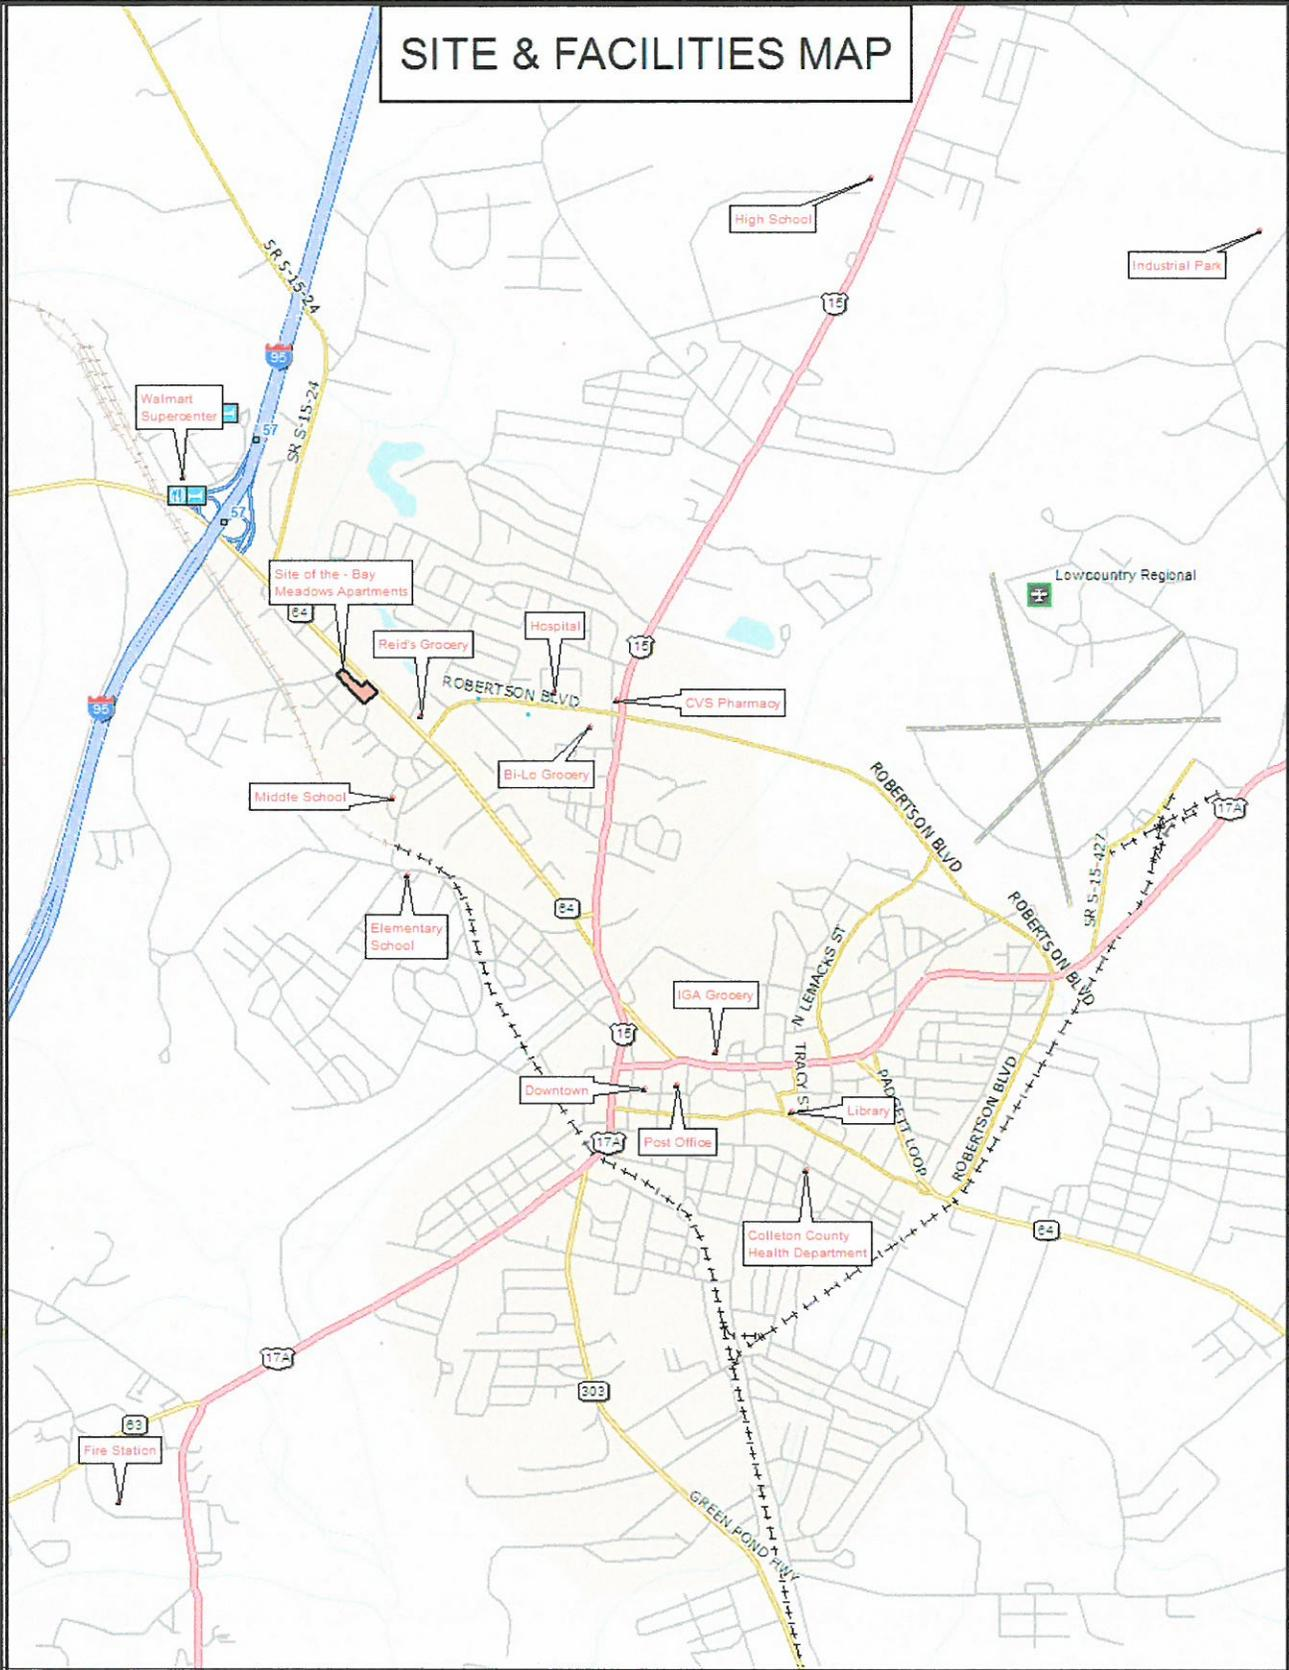 SITE & FACILITIES MAP
High School
Industrial Park
SR S-15-24
15
95
SR S-15-24
Walmart
Supercenter
57
57
Site of the - Bay
Meadows Apartments
64
Lowcountry Regional
Hospital
Reid's Grocery
15
ROBERTSON BLVD
CVS Pharmacy
95
Bi-Lo Grocery
Middle School
ROBERTSON BLVD
17A
SR S-15-427
64
Elementary
School
ROBERTSON BLVD
N LEMACKS ST
IGA Grocery
15
TRACY ST
Downtown
PADGETT LOOP
Library
ROBERTSON BLVD
17A
Post Office
Colleton County
Health Department
64
17A
303
63
Fire Station
GREEN POND HWY